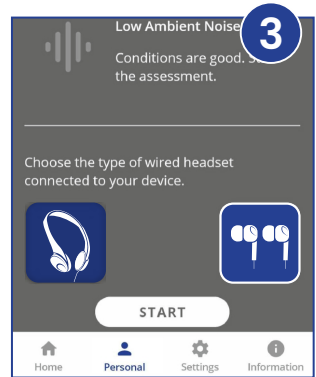 Low Ambient Noise
3
Conditions are good.
the assessment.
Choose the type of wired headset
connected to your device.
START
Home Personal Settings Information